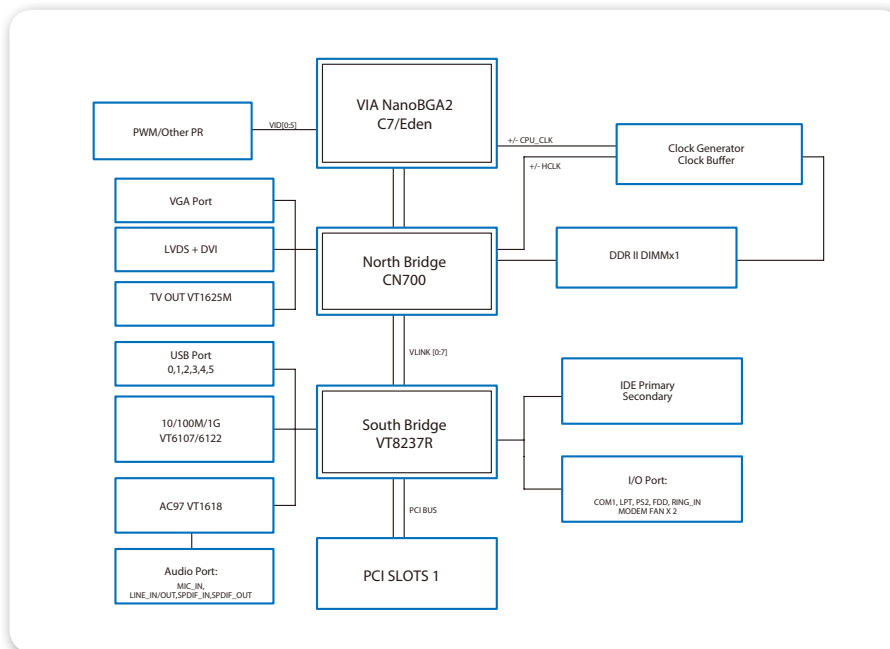 VIA NanoBGA2
C7/Eden
PWM/Other PR
VID[0:5]
+/- CPU_CLK
Clock Generator
Clock Buffer
+/- HCLK
VGA Port
LVDS + DVI
North Bridge
CN700
DDR II DIMMx1
TV OUT VT1625M
VLINK [0:7]
USB Port
0,1,2,3,4,5
IDE Primary
Secondary
10/100M/1G
VT6107/6122
South Bridge
VT8237R
I/O Port:
COM1, LPT, PS2, FDD, RING_IN
MODEM FAN X 2
AC97 VT1618
PCI BUS
Audio Port:
MIC_IN,
LINE_IN/OUT,SPDIF_IN,SPDIF_OUT
PCI SLOTS 1